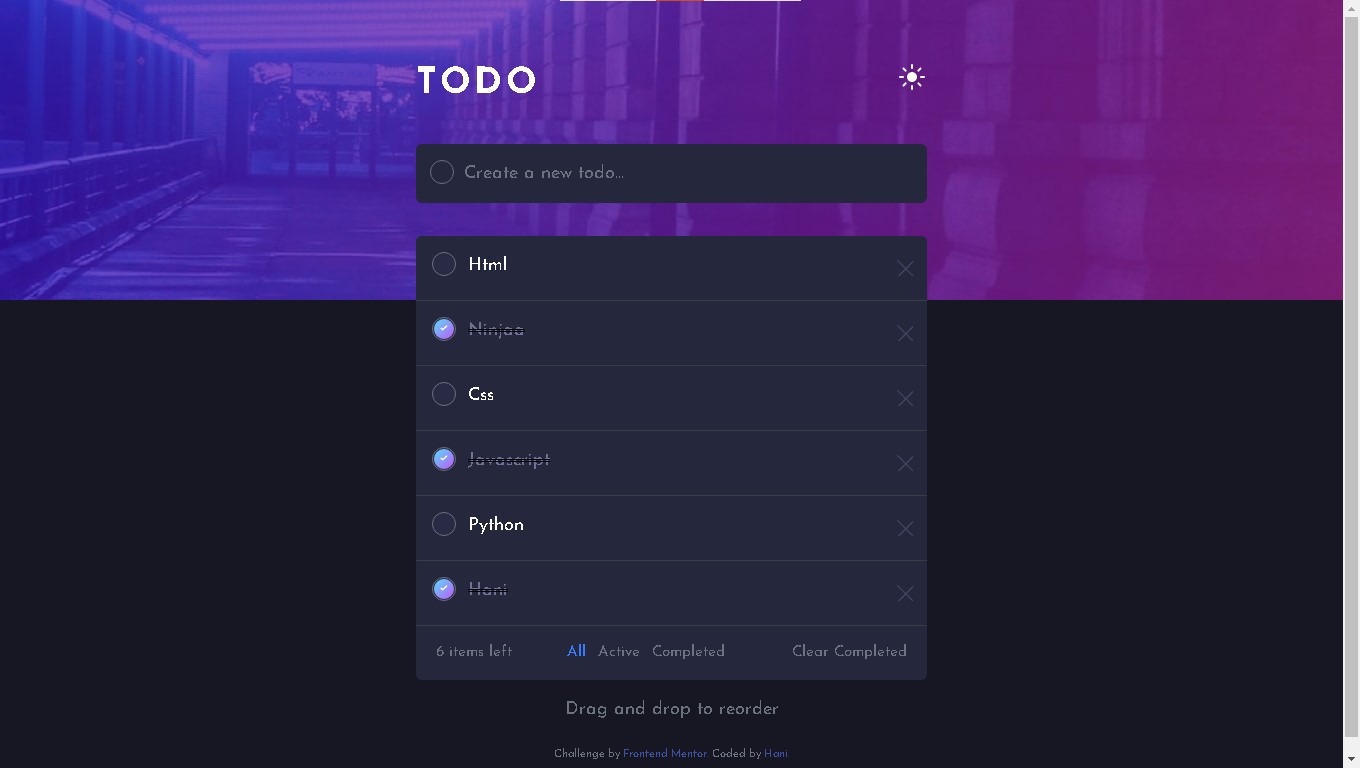 TODO
Create a new todo...
Html
Ninjaa
Css
Javascript
Python
Hani
6 items left All Active Completed Clear Completed
Drag and drop to reorder
Challenge by Frontend Mentor. Coded by Hani.